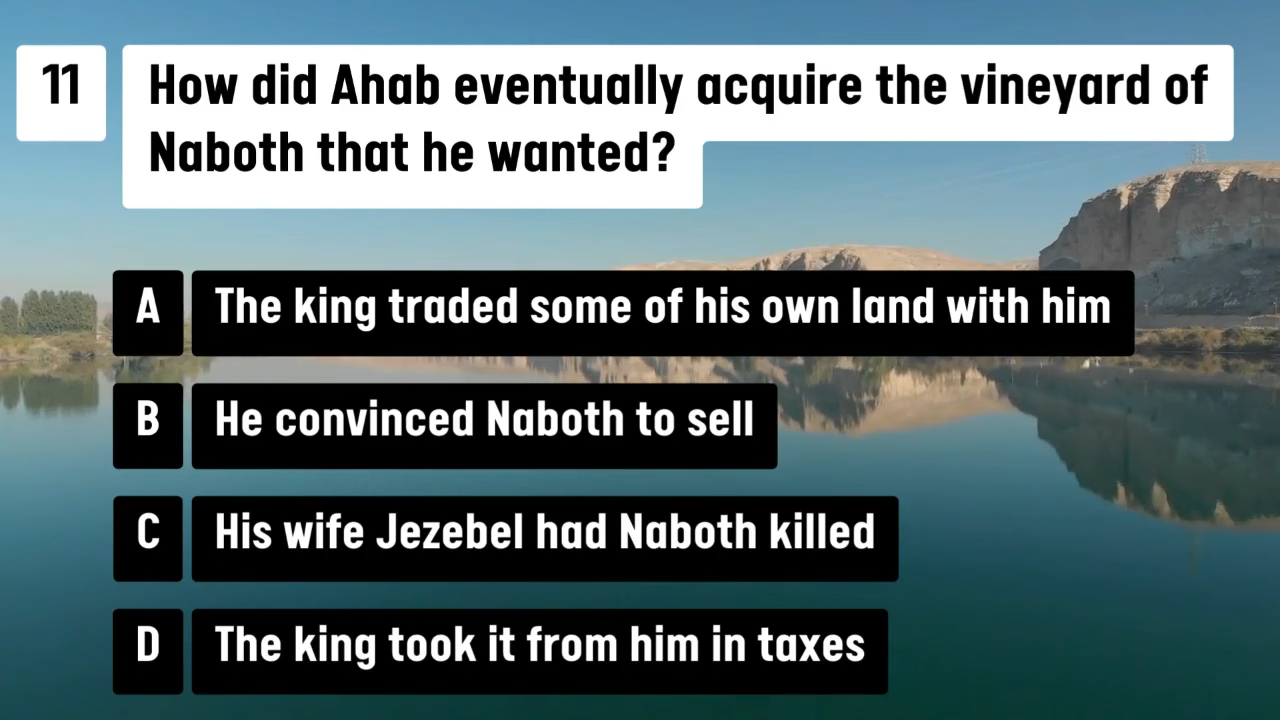 11
How did Ahab eventually acquire the vineyard of
Naboth that he wanted?
A
The king traded some of his own land with him
B
He convinced Naboth to sell
C
His wife Jezebel had Naboth killed
D
The king took it from him in taxes